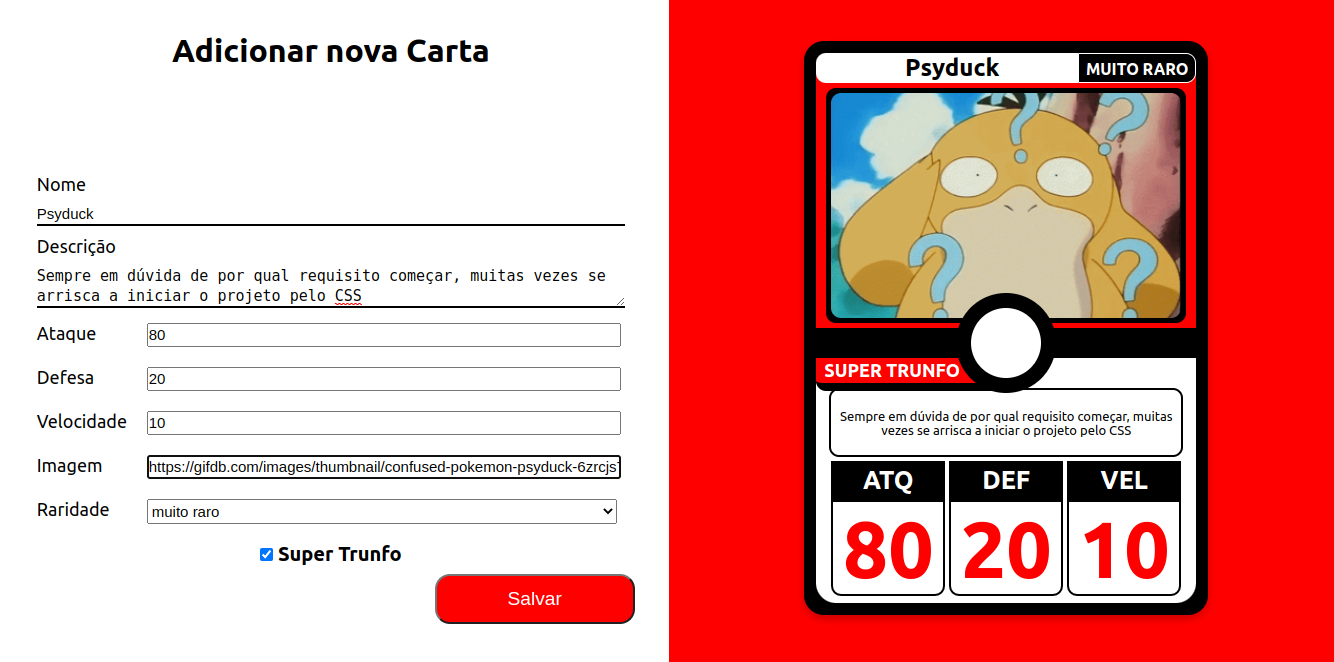 Adicionar nova Carta
Nome
Psyduck
Descrição
Sempre em dúvida de por qual requisito começar, muitas vezes se
arrisca a iniciar o projeto pelo CSS
Ataque
80
Defesa
20
Velocidade
10
Imagem
https://gifdb.com/images/thumbnail/confused-pokemon-psyduck-6zrcjs
Raridade
muito raro
Super Trunfo
Salvar
Psyduck
MUITO RARO
? ? ? ?
SUPER TRUNFO
Sempre em dúvida de por qual requisito começar, muitas
vezes se arrisca a iniciar o projeto pelo CSS
ATQ DEF VEL
80 20 10